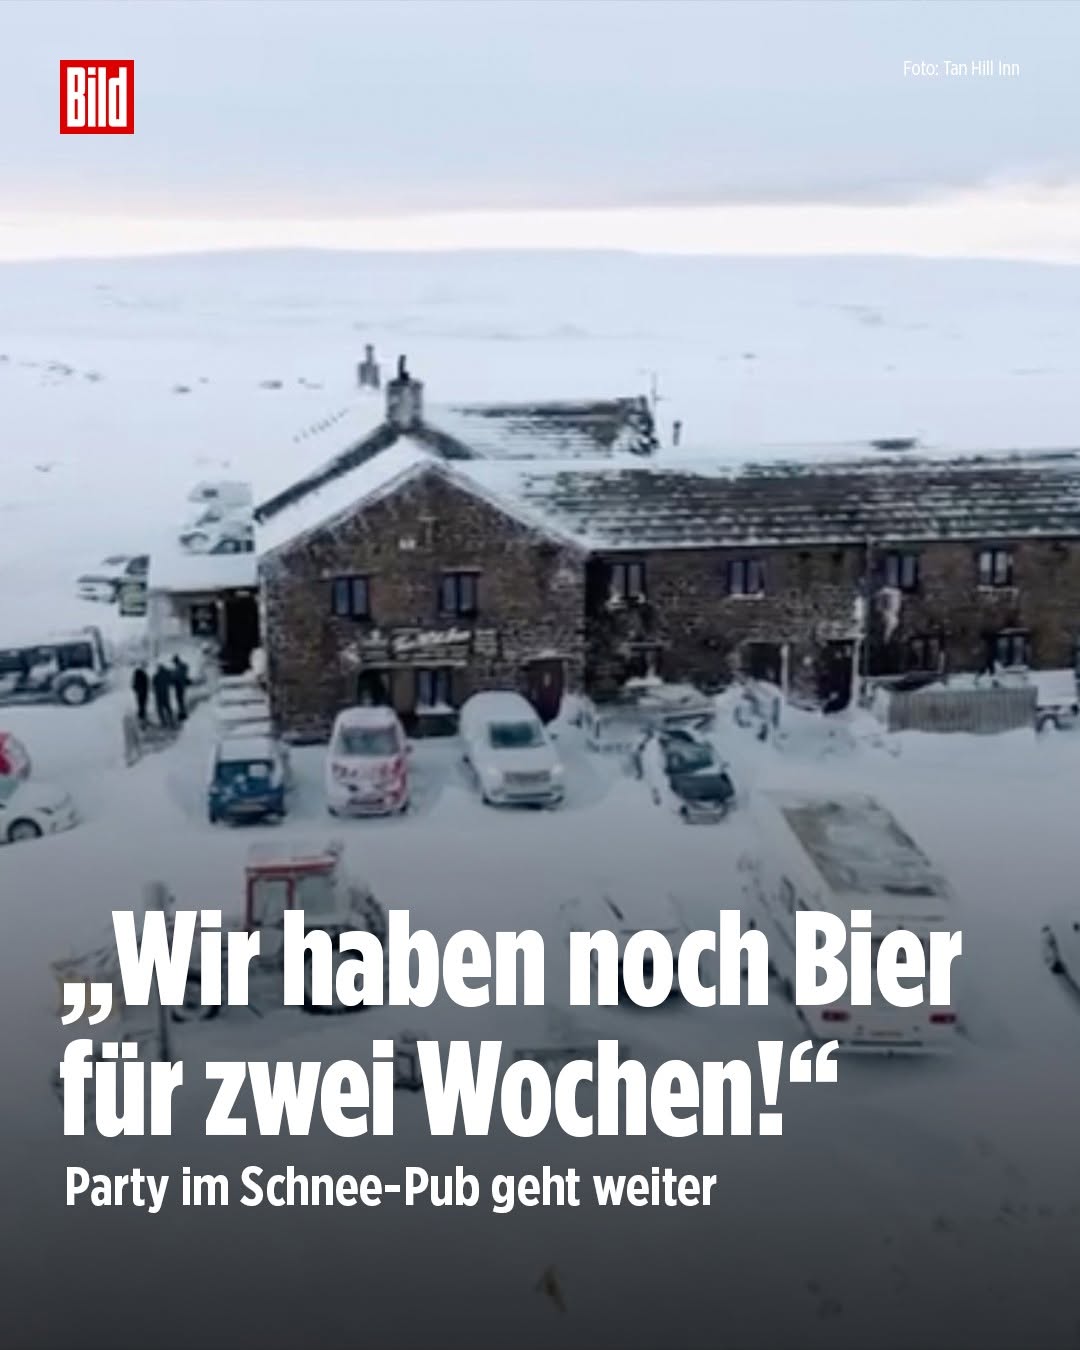 Bild
Foto: Tan Hill Inn
„Wir haben noch Bier
für zwei Wochen!“
Party im Schnee-Pub geht weiter